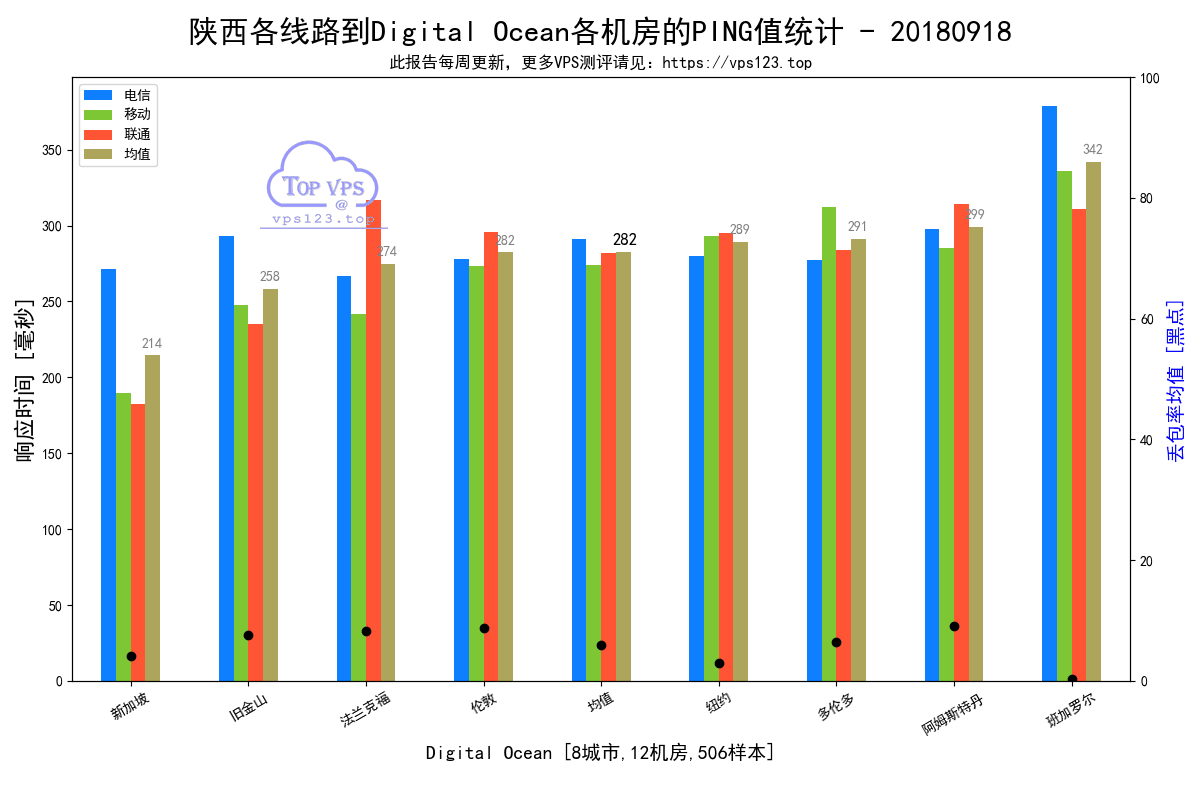 陕西各线路到Digital Ocean各机房的PING值统计 - 20180918
此报告每周更新，更多VPS测评请见：https://vps123.top
电信
移动
联通
均值
TOP VPS
@
vps123.top
响应时间 [毫秒]
350
300
250
200
150
100
50
0
214
258
274
282
282
289
291
299
342
100
80
60
40
20
0
丢包率均值 [黑点]
新加坡
旧金山
法兰克福
伦敦
均值
纽约
多伦多
阿姆斯特丹
班加罗尔
Digital Ocean [8城市,12机房,506样本]